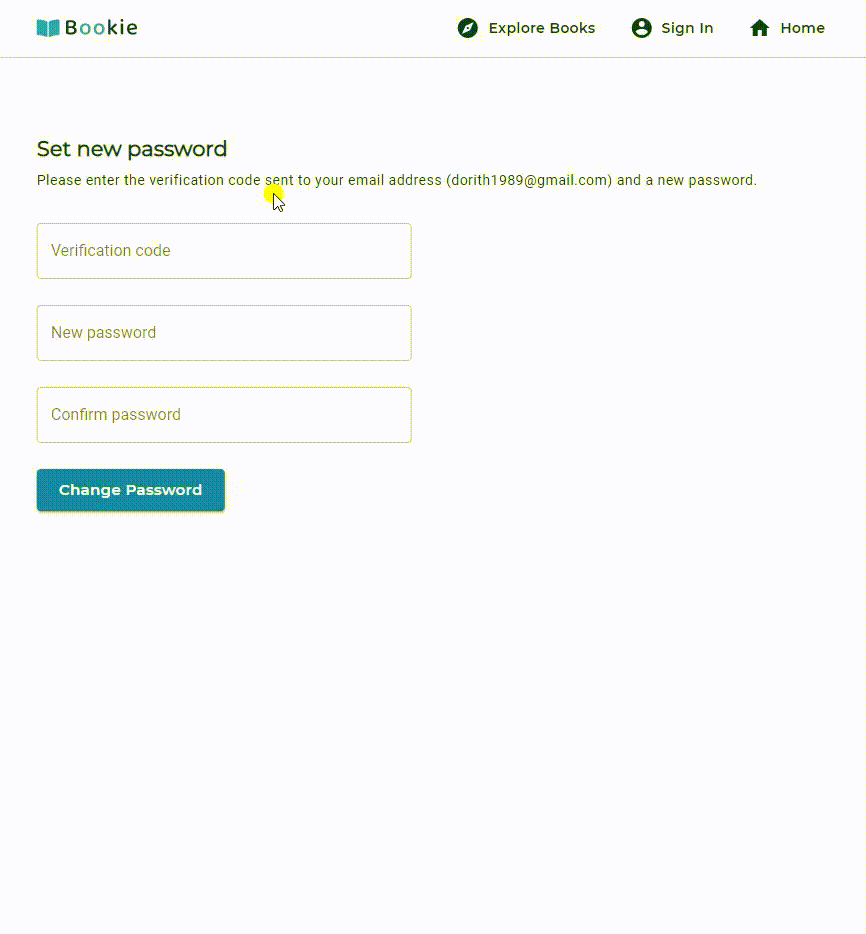 Bookie
Explore Books
Sign In
Home
Set new password
Please enter the verification code sent to your email address (dorith1989@gmail.com) and a new password.
Verification code
New password
Confirm password
Change Password